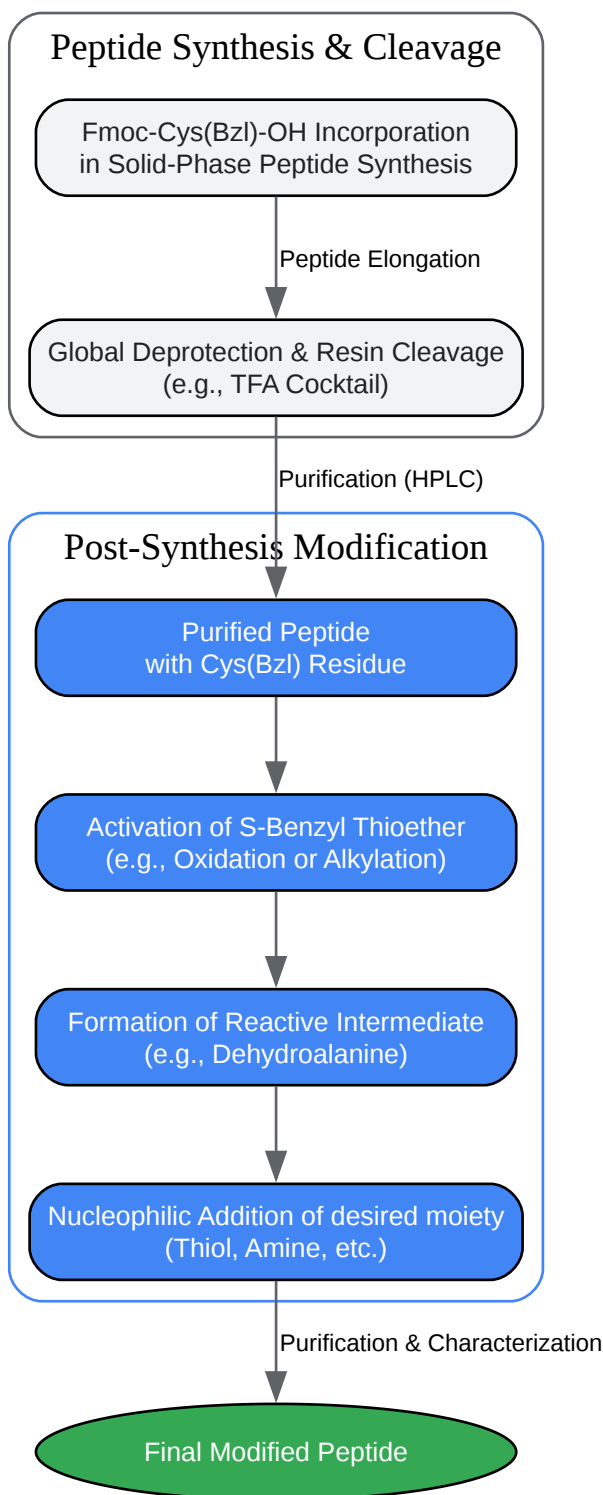 Peptide Synthesis & Cleavage
Fmoc-Cys(Bzl)-OH Incorporation
in Solid-Phase Peptide Synthesis
Peptide Elongation
Global Deprotection & Resin Cleavage
(e.g., TFA Cocktail)
Purification (HPLC)
Post-Synthesis Modification
Purified Peptide
with Cys(Bzl) Residue
Activation of S-Benzyl Thioether
(e.g., Oxidation or Alkylation)
Formation of Reactive Intermediate
(e.g., Dehydroalanine)
Nucleophilic Addition of desired moiety
(Thiol, Amine, etc.)
Purification & Characterization
Final Modified Peptide